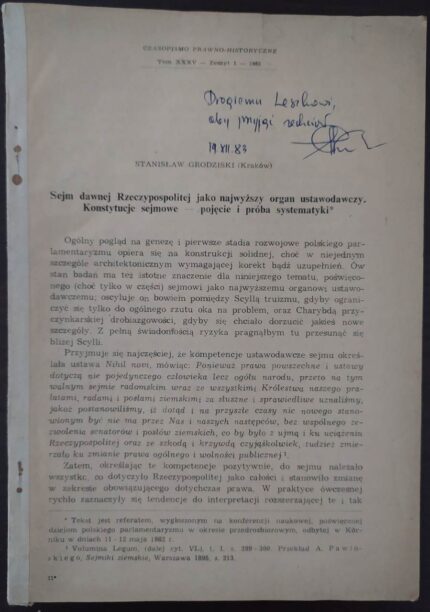 CZASOPISMO PRAWNO-HISTORYCZNE
Tom XXXV — Zeszyt 1 — 1983
Drogiemu Leszkowi,
aby przyjąć zechciał
19 XII 83
STANISŁAW GRODZISKI (Kraków)
Sejm dawnej Rzeczypospolitej jako najwyższy organ ustawodawczy.
Konstytucje sejmowe — pojęcie i próba systematyki*
Ogólny pogląd na genezę i pierwsze stadia rozwojowe polskiego par-
lamentaryzmu opiera się na konstrukcji solidnej, choć w niejednym
szczególe architektonicznym wymagającej korekt bądź uzupełnień. Ów
stan badań ma też istotne znaczenie dla niniejszego tematu, poświęco-
nego (choć tylko w części) sejmowi jako najwyższemu organowi ustawo-
dawczemu; oscyluje on bowiem pomiędzy Scyllą truizmu, gdyby ograni-
czyć się tylko do ogólnego rzutu oka na problem, oraz Charybdą przy-
czynkarskiej drobiazgowości, gdyby się chciało dorzucić jakieś nowe
szczegóły. Z pełną świadomością ryzyka pragnąłbym tu przesunąć się
bliżej Scylli.
Przyjmuje się najczęściej, że kompetencje ustawodawcze sejmu okreś-
lała ustawa Nihil novi, mówiąc: Ponieważ prawa powszechne i ustawy
dotyczą nie pojedynczego człowieka lecz ogółu narodu, przeto na tym
walnym sejmie radomskim wraz ze wszystkimi Królestwa naszego pra-
łatami, radami i posłami ziemskimi za słuszne i sprawiedliwe uznaliśmy,
jakoż postanowiliśmy, iż dotąd i na przyszłe czasy nic nowego stano-
wionym być nie ma przez Nas i naszych następców, bez wspólnego ze-
zwolenia senatorów i posłów ziemskich, co by było z ujmą i ku uciążeniu
Rzeczypospolitej oraz ze szkodą i krzywdą czyjąkolwiek, tudzież zmie-
rzało ku zmianie prawa ogólnego i wolności publicznej¹.
Zatem, określając te kompetencje pozytywnie, do sejmu należało
wszystko, co dotyczyło Rzeczypospolitej jako całości i stanowiło zmianę
w zakresie obowiązującego dotychczas prawa. W praktyce ówczesnej
rychło zaznaczyły się tendencje do interpretacji rozszerzającej te i tak
* Tekst jest referatem, wygłoszonym na konferencji naukowej, poświęconej
dziejom polskiego parlamentaryzmu w okresie przedrozbiorowym, odbytej w Kór-
niku w dniach 11 - 12 maja 1982 r.
¹ Volumina Legum, (dalej cyt. VL), t. I, s. 299 - 300. Przekład A. Pawiń-
skiego, Sejmiki ziemskie, Warszawa 1895, s. 213.
11*